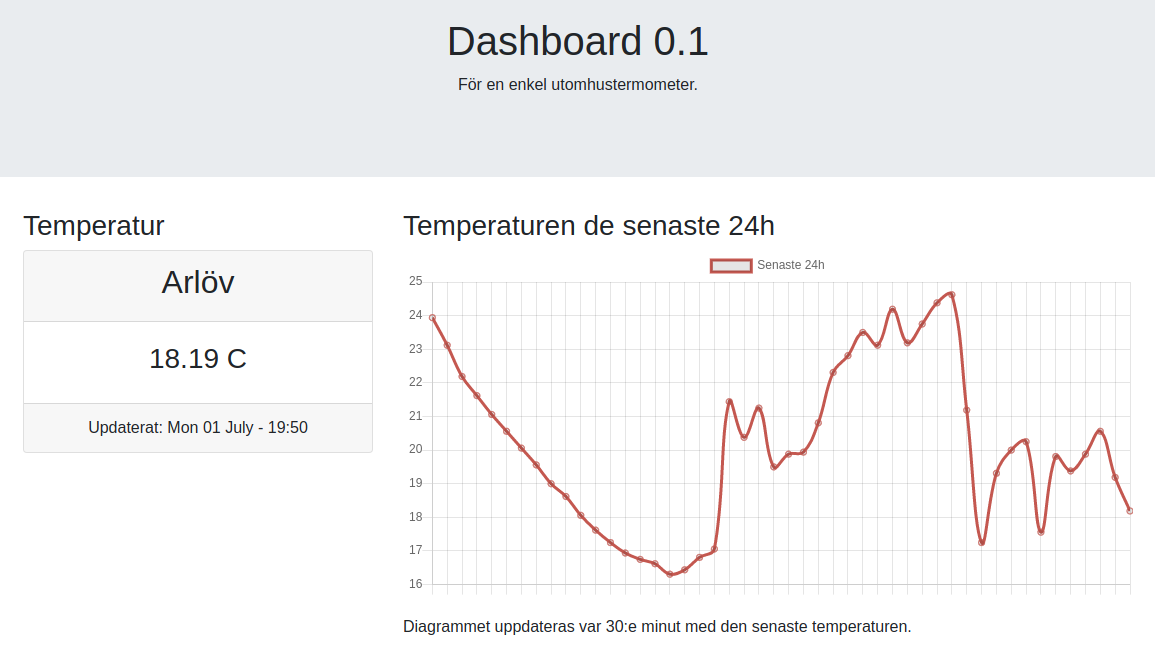 Dashboard 0.1
För en enkel utomhustermometer.
Temperatur
Arlöv
18.19 C
Updaterat: Mon 01 July - 19:50
Temperaturen de senaste 24h
Senaste 24h
25
24
23
22
21
20
19
18
17
16
Diagrammet uppdateras var 30:e minut med den senaste temperaturen.